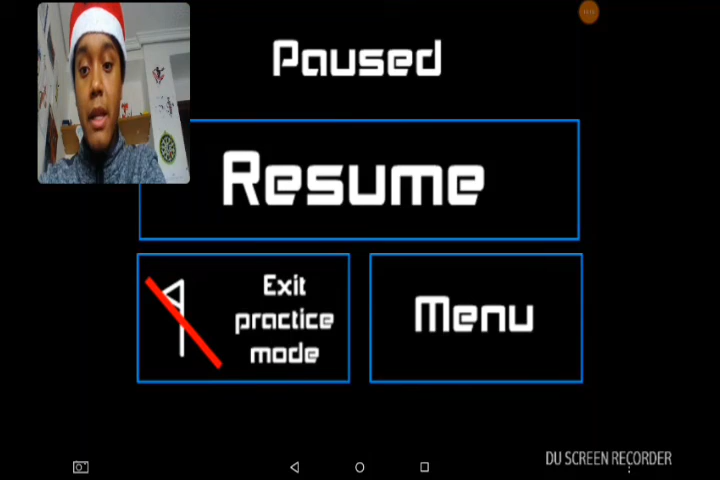 Paused
Resume
Exit
practice
mode
Menu
DU SCREEN RECORDER